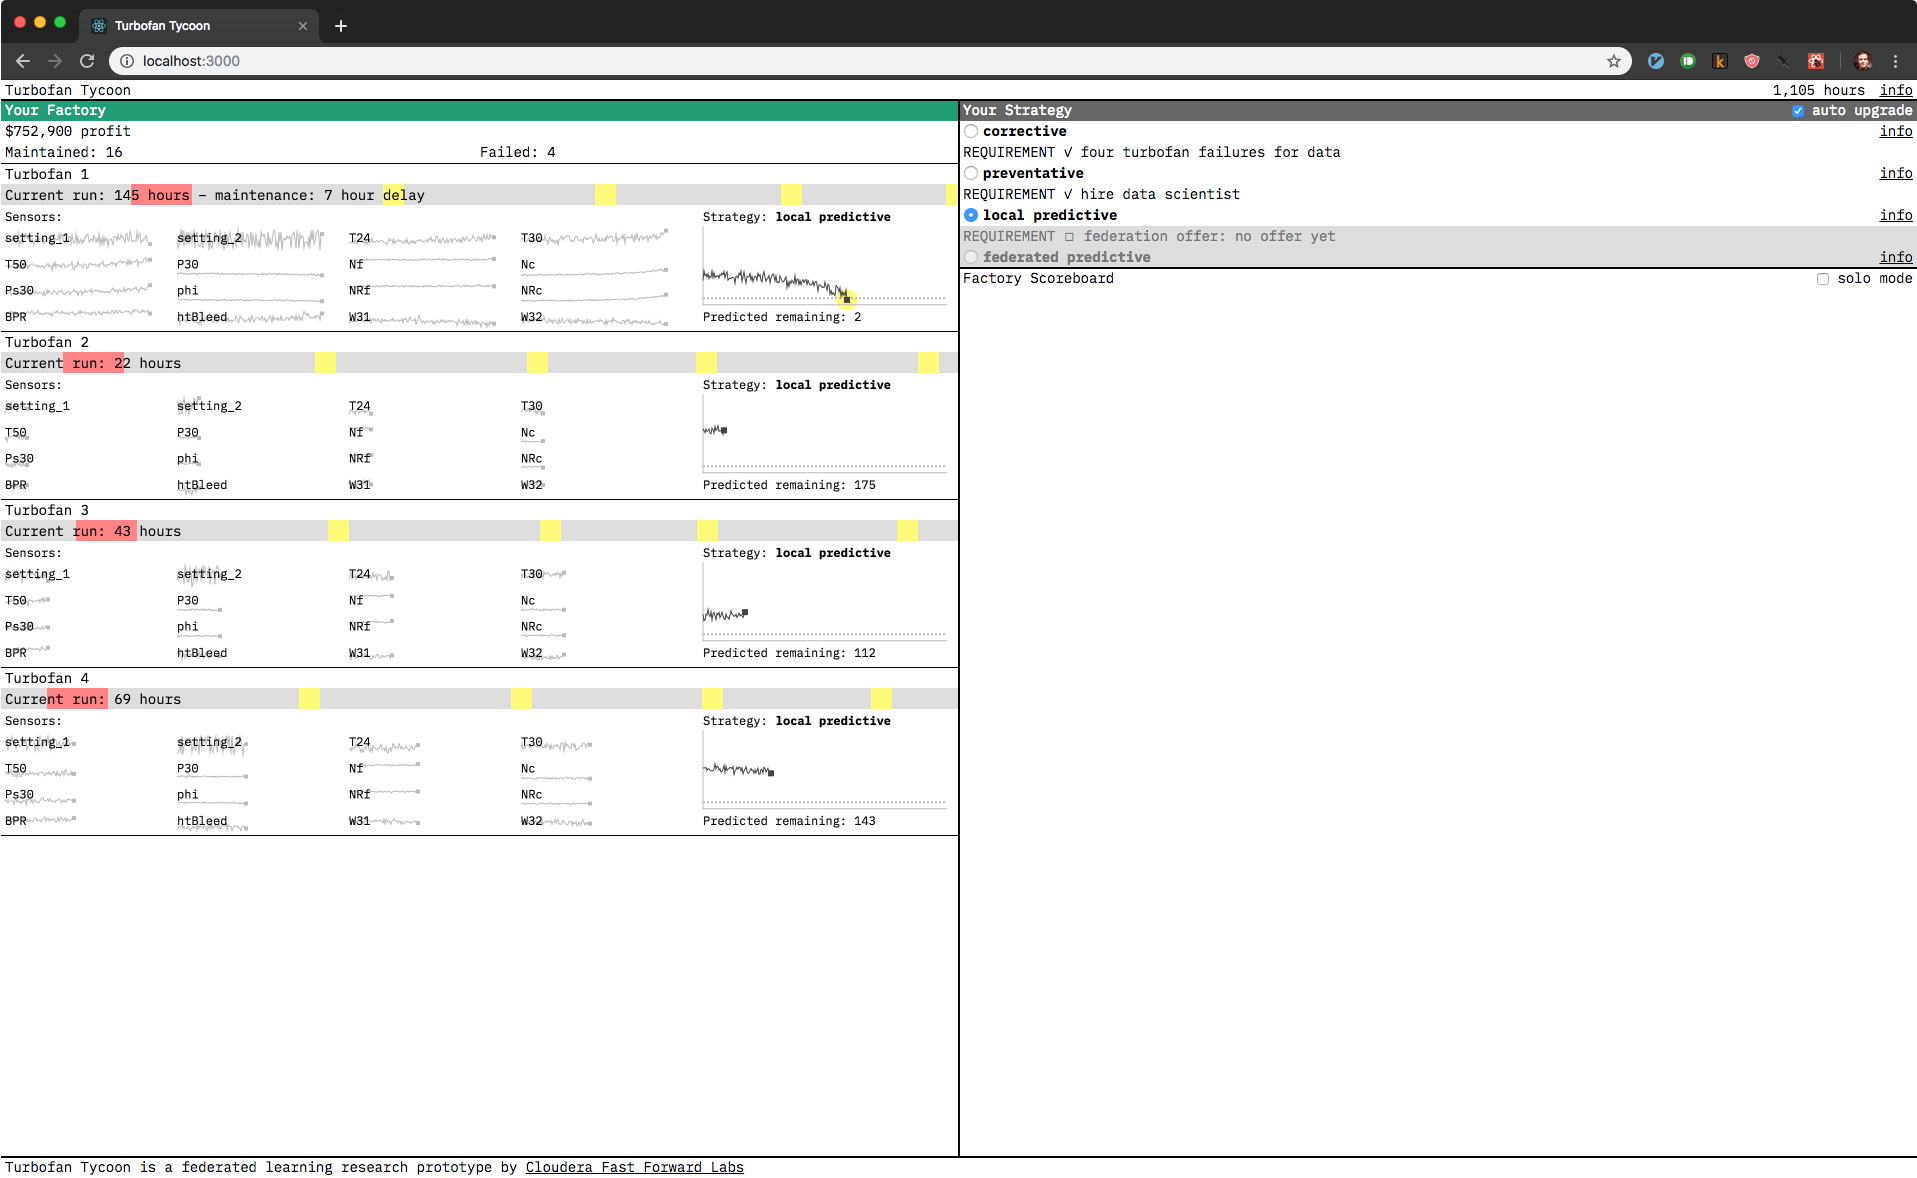 Turbofan Tycoon
localhost:3000
Turbofan Tycoon 1,105 hours info
Your Factory
$752,900 profit
Maintained: 16 Failed: 4
Turbofan 1
Current run: 145 hours – maintenance: 7 hour delay
Sensors: Strategy: local predictive
setting_1 setting_2 T24 T30
T50 P30 Nf Nc
Ps30 phi NRf NRc
BPR htBleed W31 W32 Predicted remaining: 2
Turbofan 2
Current run: 22 hours
Sensors: Strategy: local predictive
setting_1 setting_2 T24 T30
T50 P30 Nf Nc
Ps30 phi NRf NRc
BPR htBleed W31 W32 Predicted remaining: 175
Turbofan 3
Current run: 43 hours
Sensors: Strategy: local predictive
setting_1 setting_2 T24 T30
T50 P30 Nf Nc
Ps30 phi NRf NRc
BPR htBleed W31 W32 Predicted remaining: 112
Turbofan 4
Current run: 69 hours
Sensors: Strategy: local predictive
setting_1 setting_2 T24 T30
T50 P30 Nf Nc
Ps30 phi NRf NRc
BPR htBleed W31 W32 Predicted remaining: 143
Your Strategy auto upgrade
corrective info
REQUIREMENT √ four turbofan failures for data
preventative info
REQUIREMENT √ hire data scientist
local predictive info
REQUIREMENT □ federation offer: no offer yet
federated predictive info
Factory Scoreboard solo mode
Turbofan Tycoon is a federated learning research prototype by Cloudera Fast Forward Labs